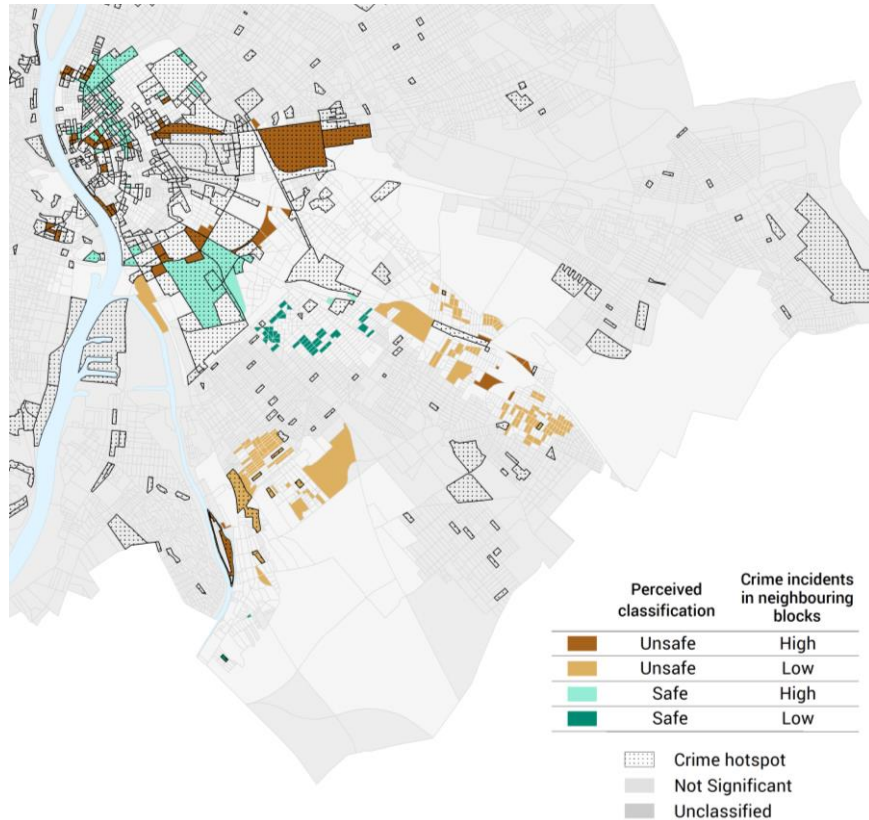 Perceived classification
Crime incidents in neighbouring blocks
Unsafe High
Unsafe Low
Safe High
Safe Low
Crime hotspot
Not Significant
Unclassified